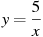 y = 5/x